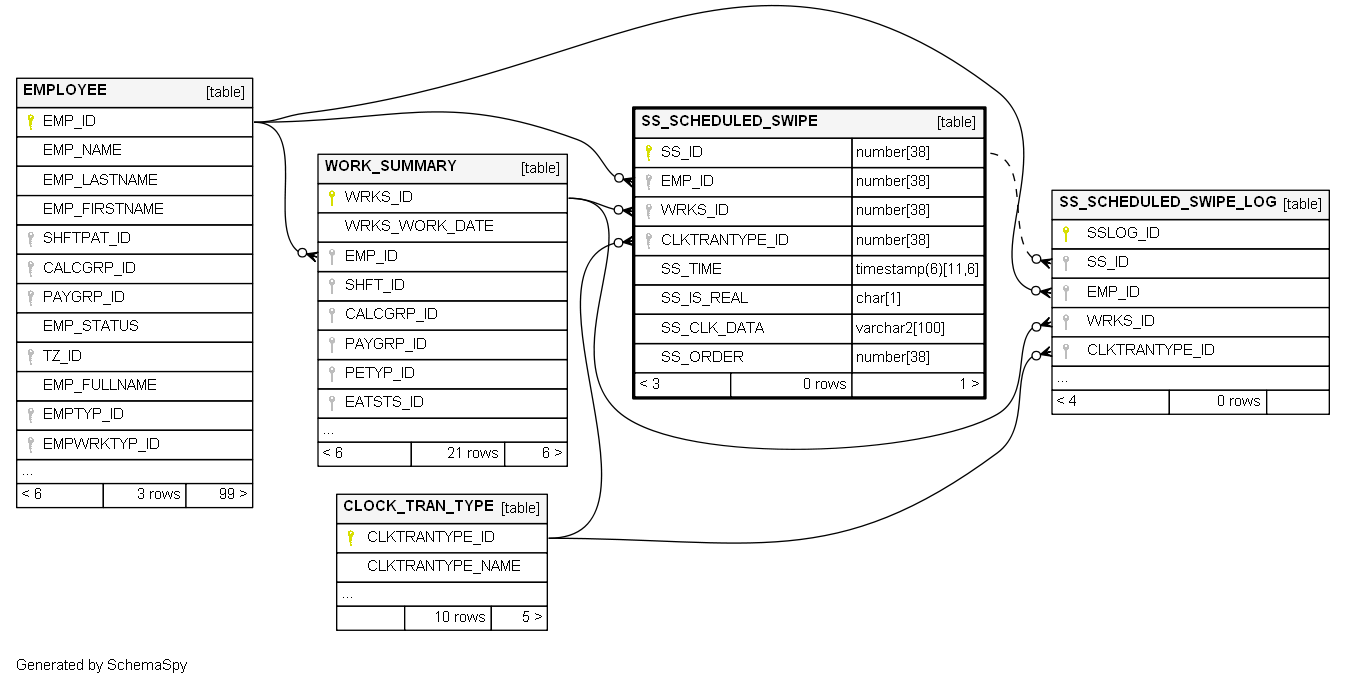 EMPLOYEE [table]
EMP_ID
EMP_NAME
EMP_LASTNAME
EMP_FIRSTNAME
SHFTPAT_ID
CALCGRP_ID
PAYGRP_ID
EMP_STATUS
TZ_ID
EMP_FULLNAME
EMPTYP_ID
EMPWRKTYP_ID
...
< 6 3 rows 99 >
WORK_SUMMARY [table]
WRKS_ID
WRKS_WORK_DATE
EMP_ID
SHFT_ID
CALCGRP_ID
PAYGRP_ID
PETYP_ID
EATSTS_ID
...
< 6 21 rows 6 >
CLOCK_TRAN_TYPE [table]
CLKTRANTYPE_ID
CLKTRANTYPE_NAME
...
10 rows 5 >
SS_SCHEDULED_SWIPE [table]
SS_ID number[38]
EMP_ID number[38]
WRKS_ID number[38]
CLKTRANTYPE_ID number[38]
SS_TIME timestamp(6)[11,6]
SS_IS_REAL char[1]
SS_CLK_DATA varchar2[100]
SS_ORDER number[38]
< 3 0 rows 1 >
SS_SCHEDULED_SWIPE_LOG [table]
SSLOG_ID
SS_ID
EMP_ID
WRKS_ID
CLKTRANTYPE_ID
...
< 4 0 rows
Generated by SchemaSpy